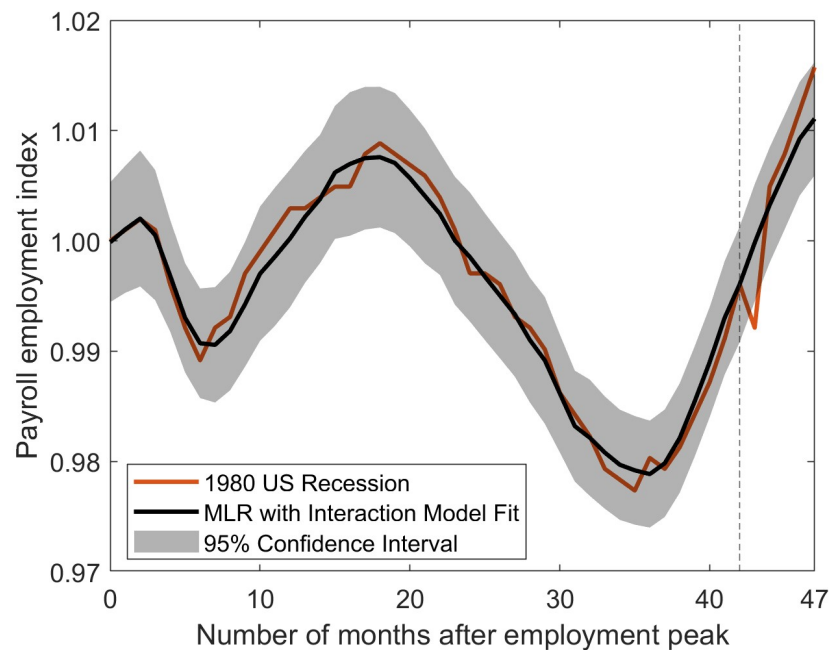 1.02
1.01
1.00
0.99
0.98
0.97
Payroll employment index
1980 US Recession
MLR with Interaction Model Fit
95% Confidence Interval
0 10 20 30 40 47
Number of months after employment peak